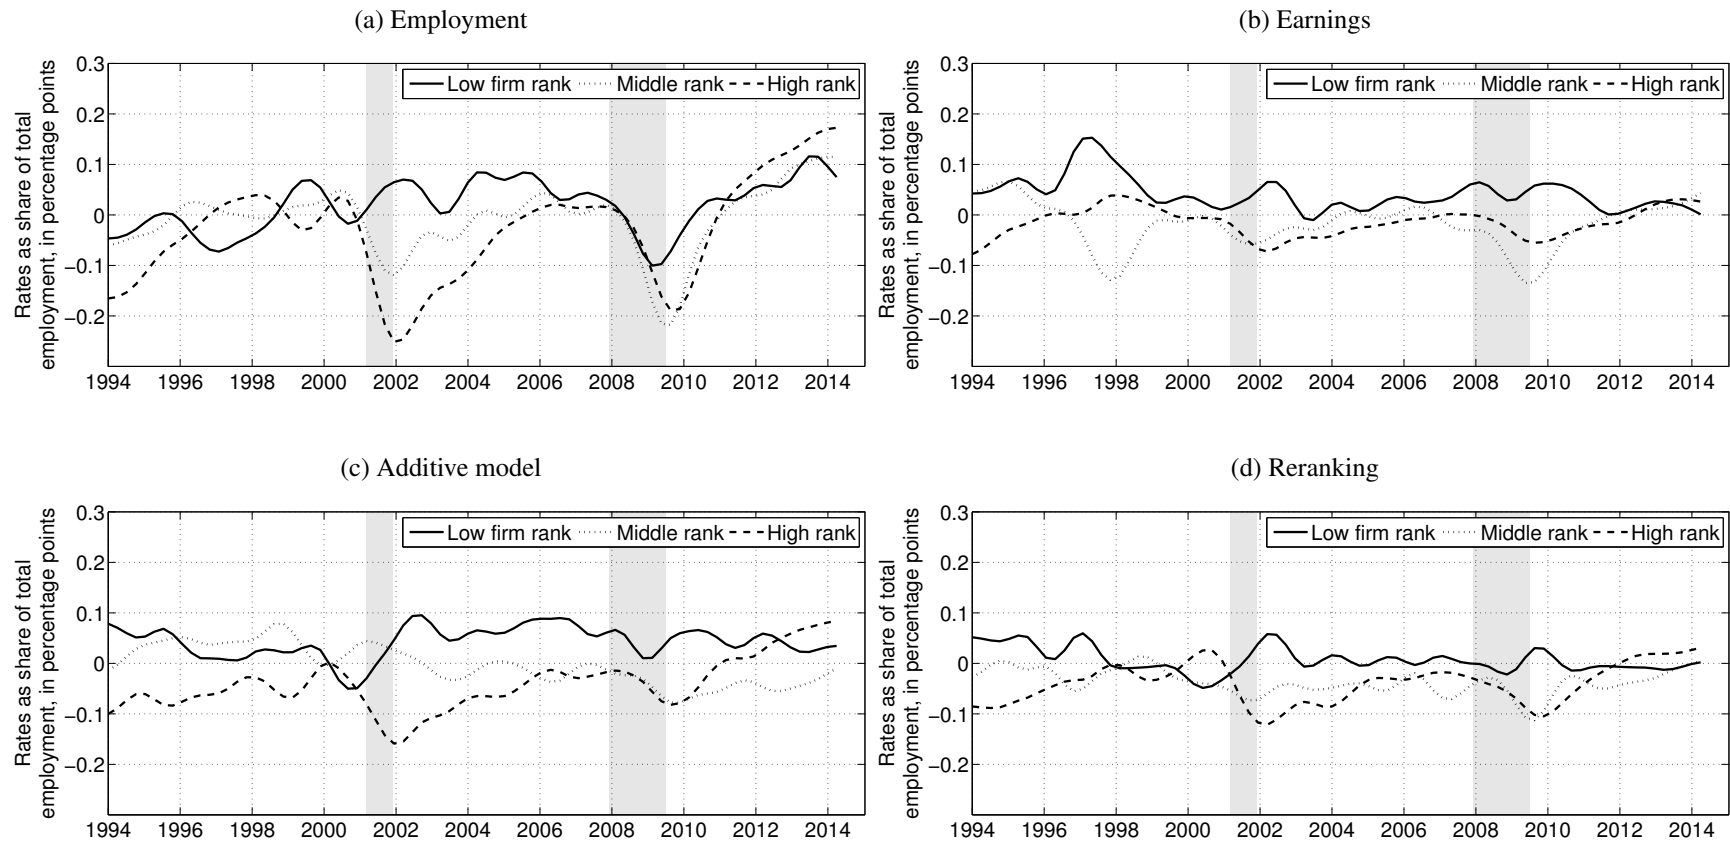 (a) Employment
Rates as share of total
employment, in percentage points
0.3
0.2
0.1
0
−0.1
−0.2
Low firm rank Middle rank High rank
1994 1996 1998 2000 2002 2004 2006 2008 2010 2012 2014
(b) Earnings
Rates as share of total
employment, in percentage points
0.3
0.2
0.1
0
−0.1
−0.2
Low firm rank Middle rank High rank
1994 1996 1998 2000 2002 2004 2006 2008 2010 2012 2014
(c) Additive model
Rates as share of total
employment, in percentage points
0.3
0.2
0.1
0
−0.1
−0.2
Low firm rank Middle rank High rank
1994 1996 1998 2000 2002 2004 2006 2008 2010 2012 2014
(d) Reranking
Rates as share of total
employment, in percentage points
0.3
0.2
0.1
0
−0.1
−0.2
Low firm rank Middle rank High rank
1994 1996 1998 2000 2002 2004 2006 2008 2010 2012 2014